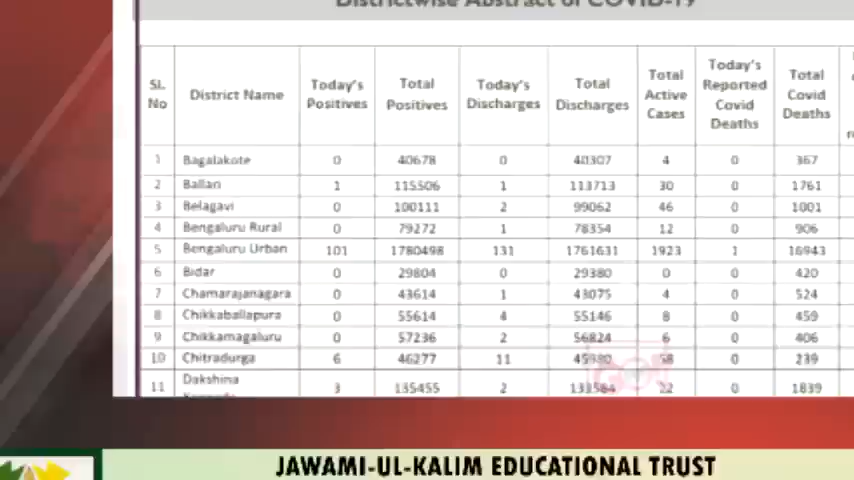 Districtwise Abstract of COVID-19
Sl. No District Name Today's Positives Total Positives Today's Discharges Total Discharges Total Active Cases Today's Reported Covid Deaths Total Covid Deaths
1 Bagalakote 0 40678 0 40307 4 0 367
2 Ballari 1 115506 1 113713 30 0 1761
3 Belagavi 0 100111 2 99062 46 0 1001
4 Bengaluru Rural 0 79272 1 78354 12 0 906
5 Bengaluru Urban 101 1780498 131 1761631 1923 1 16943
6 Bidar 0 29804 0 29380 0 0 420
7 Chamarajanagara 0 43614 1 43075 4 0 524
8 Chikkaballapura 0 55614 4 55146 8 0 459
9 Chikkamagaluru 0 57236 2 56824 6 0 406
10 Chitradurga 6 46277 11 45980 58 0 239
11 Dakshina 3 135455 2 133584 22 0 1839
JAWAMI-UL-KALIM EDUCATIONAL TRUST